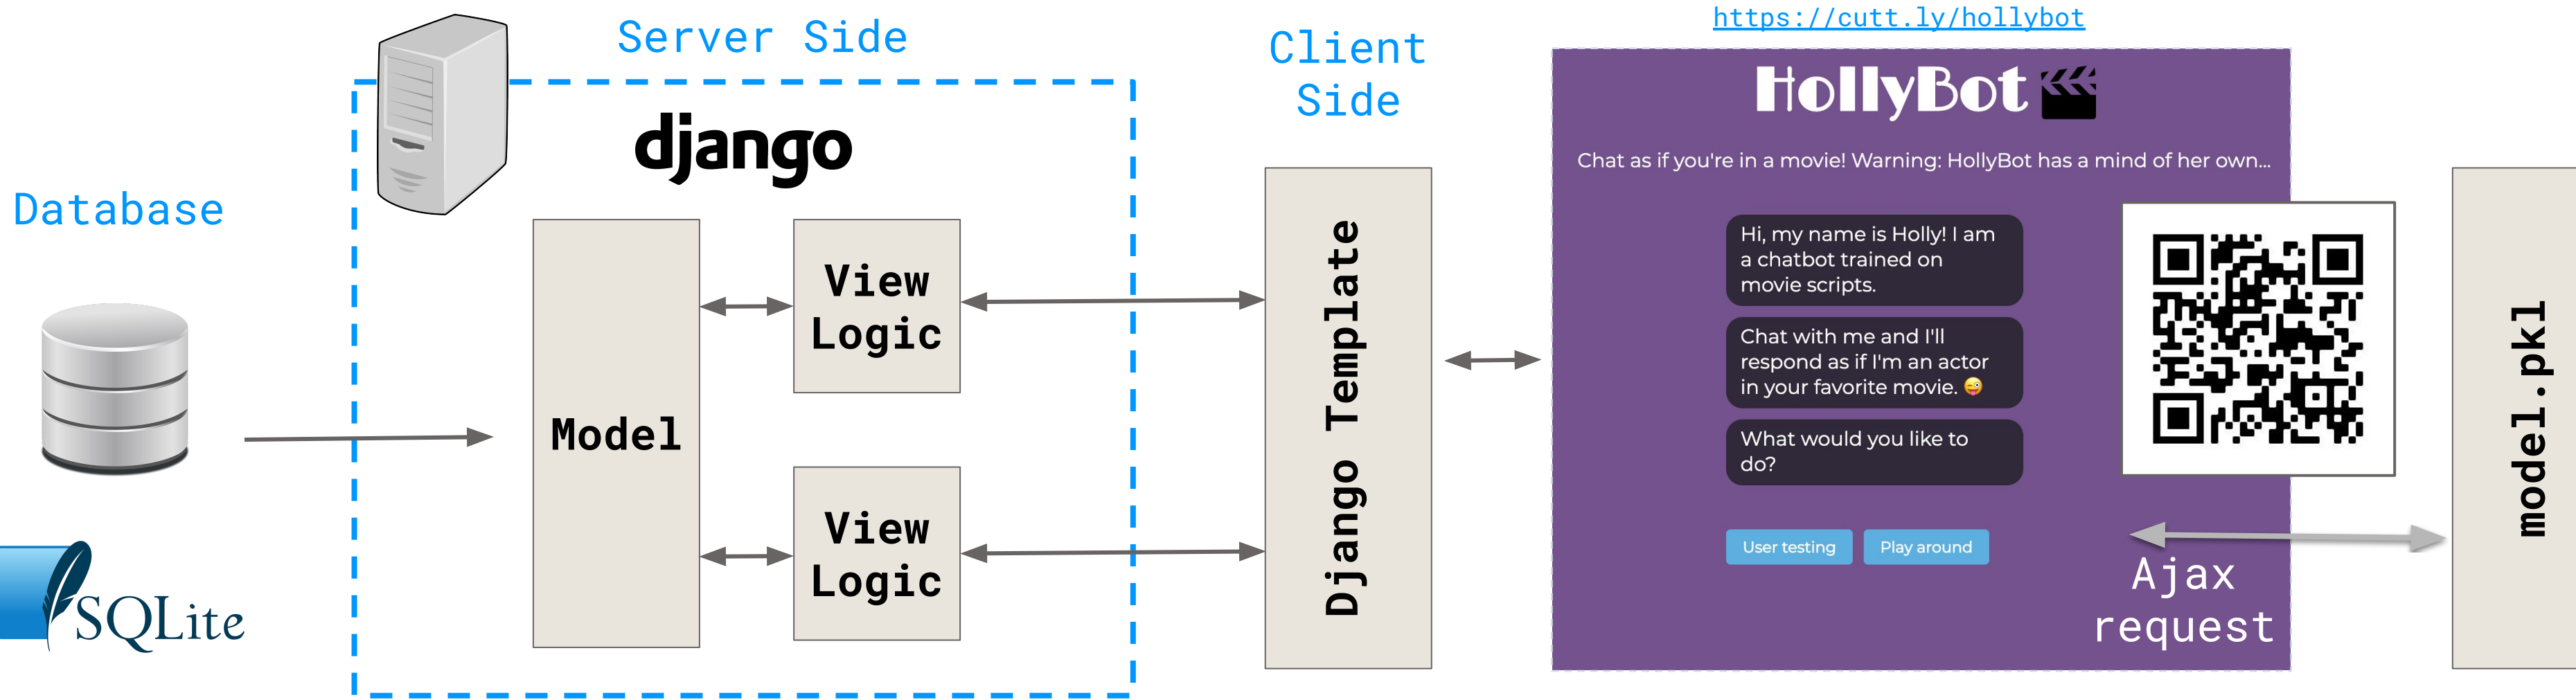 Database
SQLite
Server Side
django
Model
View
Logic
View
Logic
Client
Side
Django Template
https://cutt.ly/hollybot
HollyBot
Chat as if you're in a movie! Warning: HollyBot has a mind of her own...
Hi, my name is Holly! I am
a chatbot trained on
movie scripts.
Chat with me and I'll
respond as if I'm an actor
in your favorite movie. 😜
What would you like to
do?
User testing
Play around
Ajax
request
model.pkl